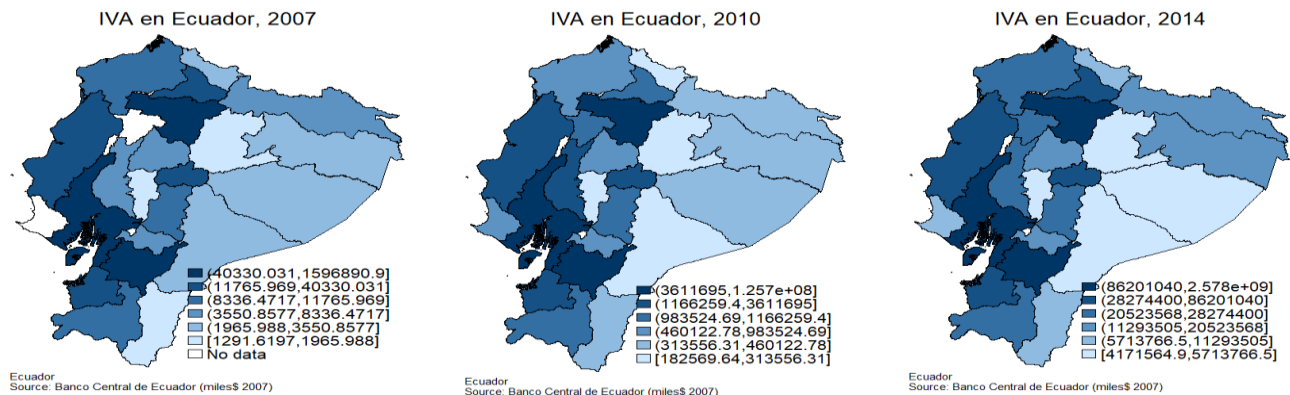 IVA en Ecuador, 2007
(40330.031,1596890.9]
(11765.969,40330.031]
(8336.4717,11765.969]
(3550.8577,8336.4717]
(1965.988,3550.8577]
[1291.6197,1965.988]
No data
Ecuador
Source: Banco Central de Ecuador (miles$ 2007)
IVA en Ecuador, 2010
(3611695,1.257e+08]
(1166259.4,3611695]
(983524.69,1166259.4]
(460122.78,983524.69]
(313556.31,460122.78]
[182569.64,313556.31]
Ecuador
Source: Banco Central de Ecuador (miles$ 2007)
IVA en Ecuador, 2014
(86201040,2.578e+09]
(28274400,86201040]
(20523568,28274400]
(11293505,20523568]
(5713766.5,11293505]
[4171564.9,5713766.5]
Ecuador
Source: Banco Central de Ecuador (miles$ 2007)